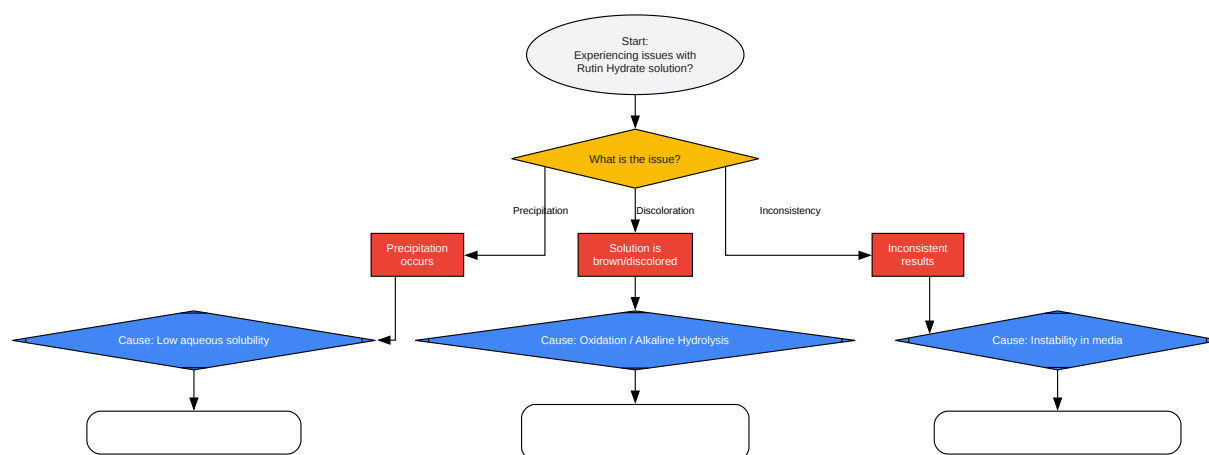 Start:
Experiencing issues with
Rutin Hydrate solution?
What is the issue?
Precipitation
Discoloration
Inconsistency
Precipitation
occurs
Solution is
brown/discolored
Inconsistent
results
Cause: Low aqueous solubility
Cause: Oxidation / Alkaline Hydrolysis
Cause: Instability in media